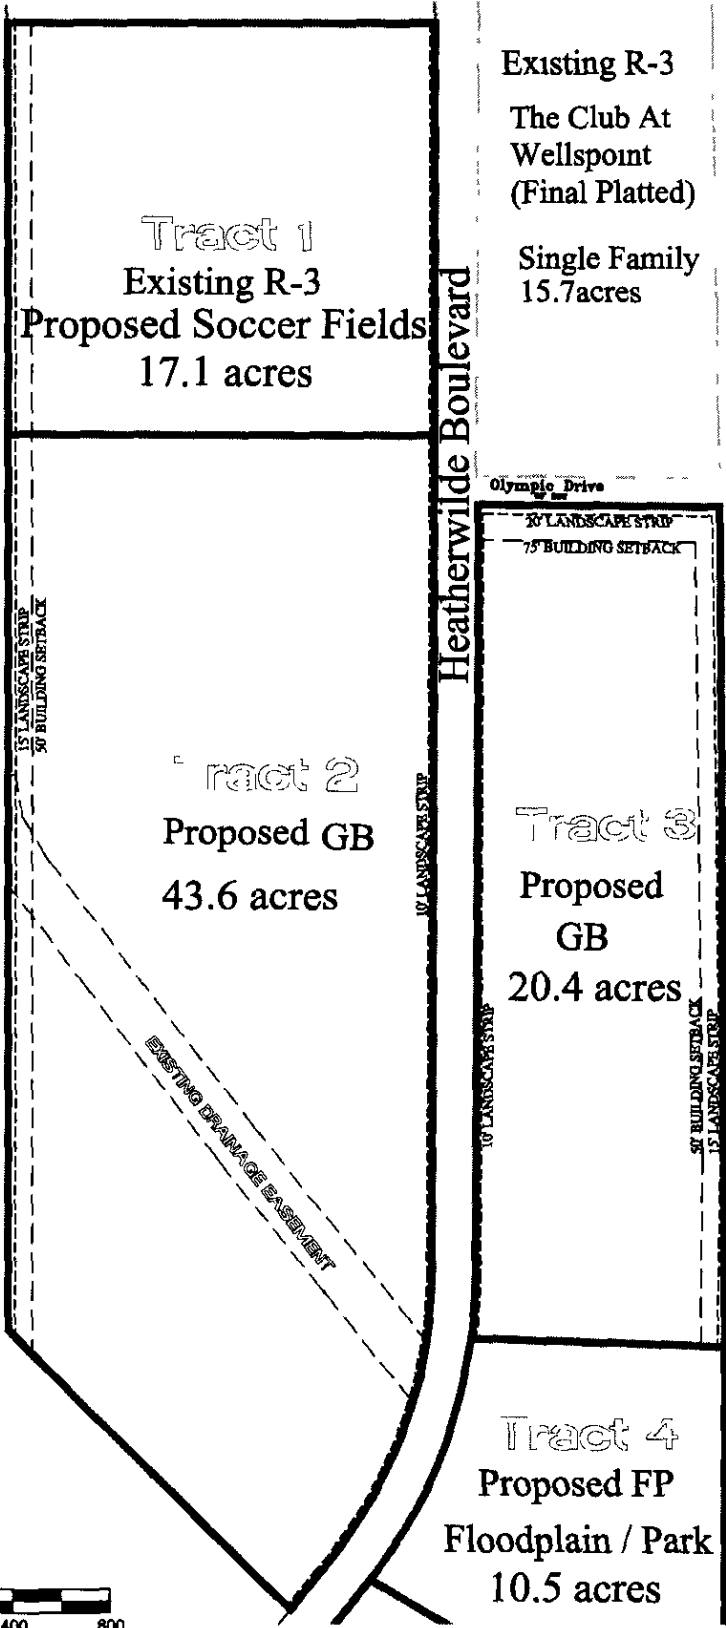 Existing R-3
The Club At
Wellspoint
(Final Platted)
Single Family
15.7acres
Tract 1
Existing R-3
Proposed Soccer Fields
17.1 acres
Heatherwilde Boulevard
Olympic Drive
10' LANDSCAPE STRIP
75' BUILDING SETBACK
15' LANDSCAPE STRIP
50' BUILDING SETBACK
ract 2
Proposed GB
43.6 acres
10' LANDSCAPE STRIP
Tract 3
Proposed
GB
20.4 acres
10' LANDSCAPE STRIP
50' BUILDING SETBACK
15' LANDSCAPE STRIP
EXISTING DRAINAGE EASEMENT
Tract 4
Proposed FP
Floodplain / Park
10.5 acres
400 800